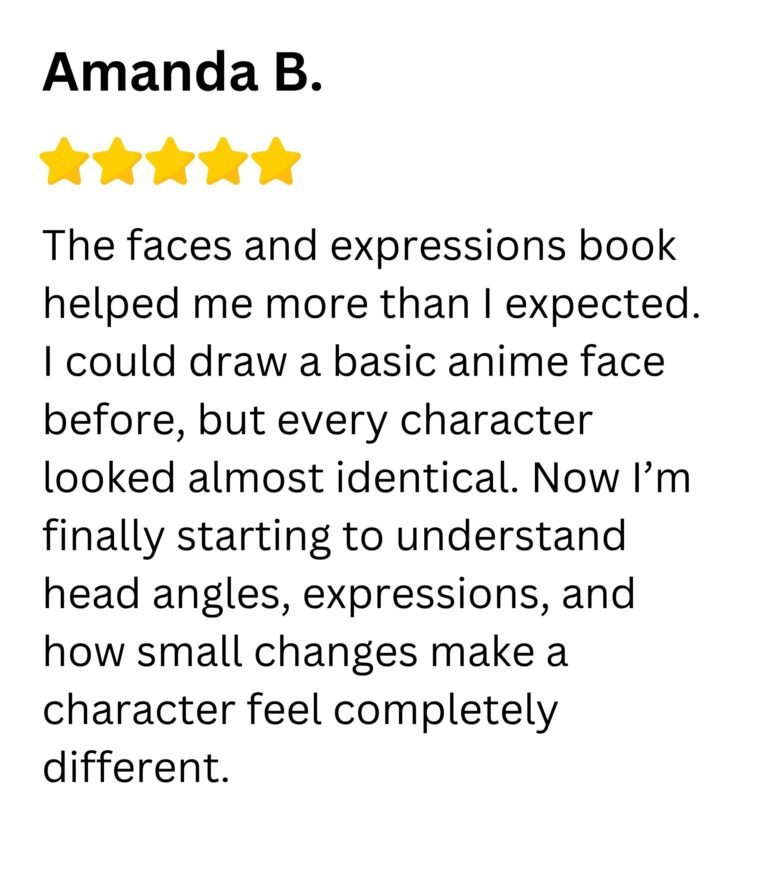 Amanda B.
The faces and expressions book
helped me more than I expected.
I could draw a basic anime face
before, but every character
looked almost identical. Now I’m
finally starting to understand
head angles, expressions, and
how small changes make a
character feel completely
different.